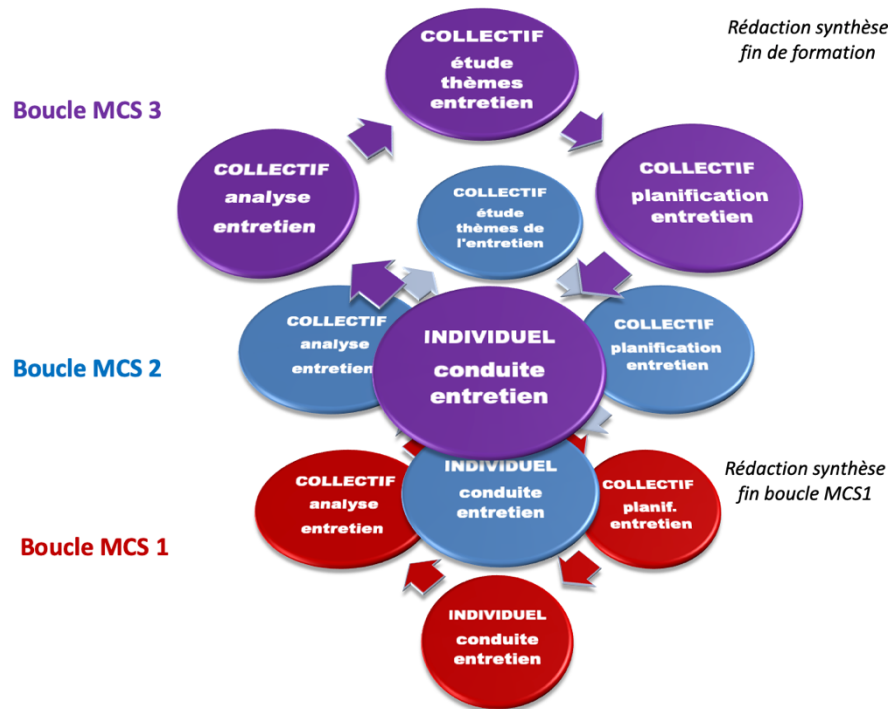 COLLECTIF
étude
thèmes
entretien
Rédaction synthèse
fin de formation
Boucle MCS 3
COLLECTIF
analyse
entretien
COLLECTIF
étude
thèmes de
l'entretien
COLLECTIF
planification
entretien
Boucle MCS 2
COLLECTIF
analyse
entretien
INDIVIDUEL
conduite
entretien
COLLECTIF
planification
entretien
Boucle MCS 1
COLLECTIF
analyse
entretien
INDIVIDUEL
conduite
entretien
COLLECTIF
planif.
entretien
Rédaction synthèse
fin boucle MCS1
INDIVIDUEL
conduite
entretien